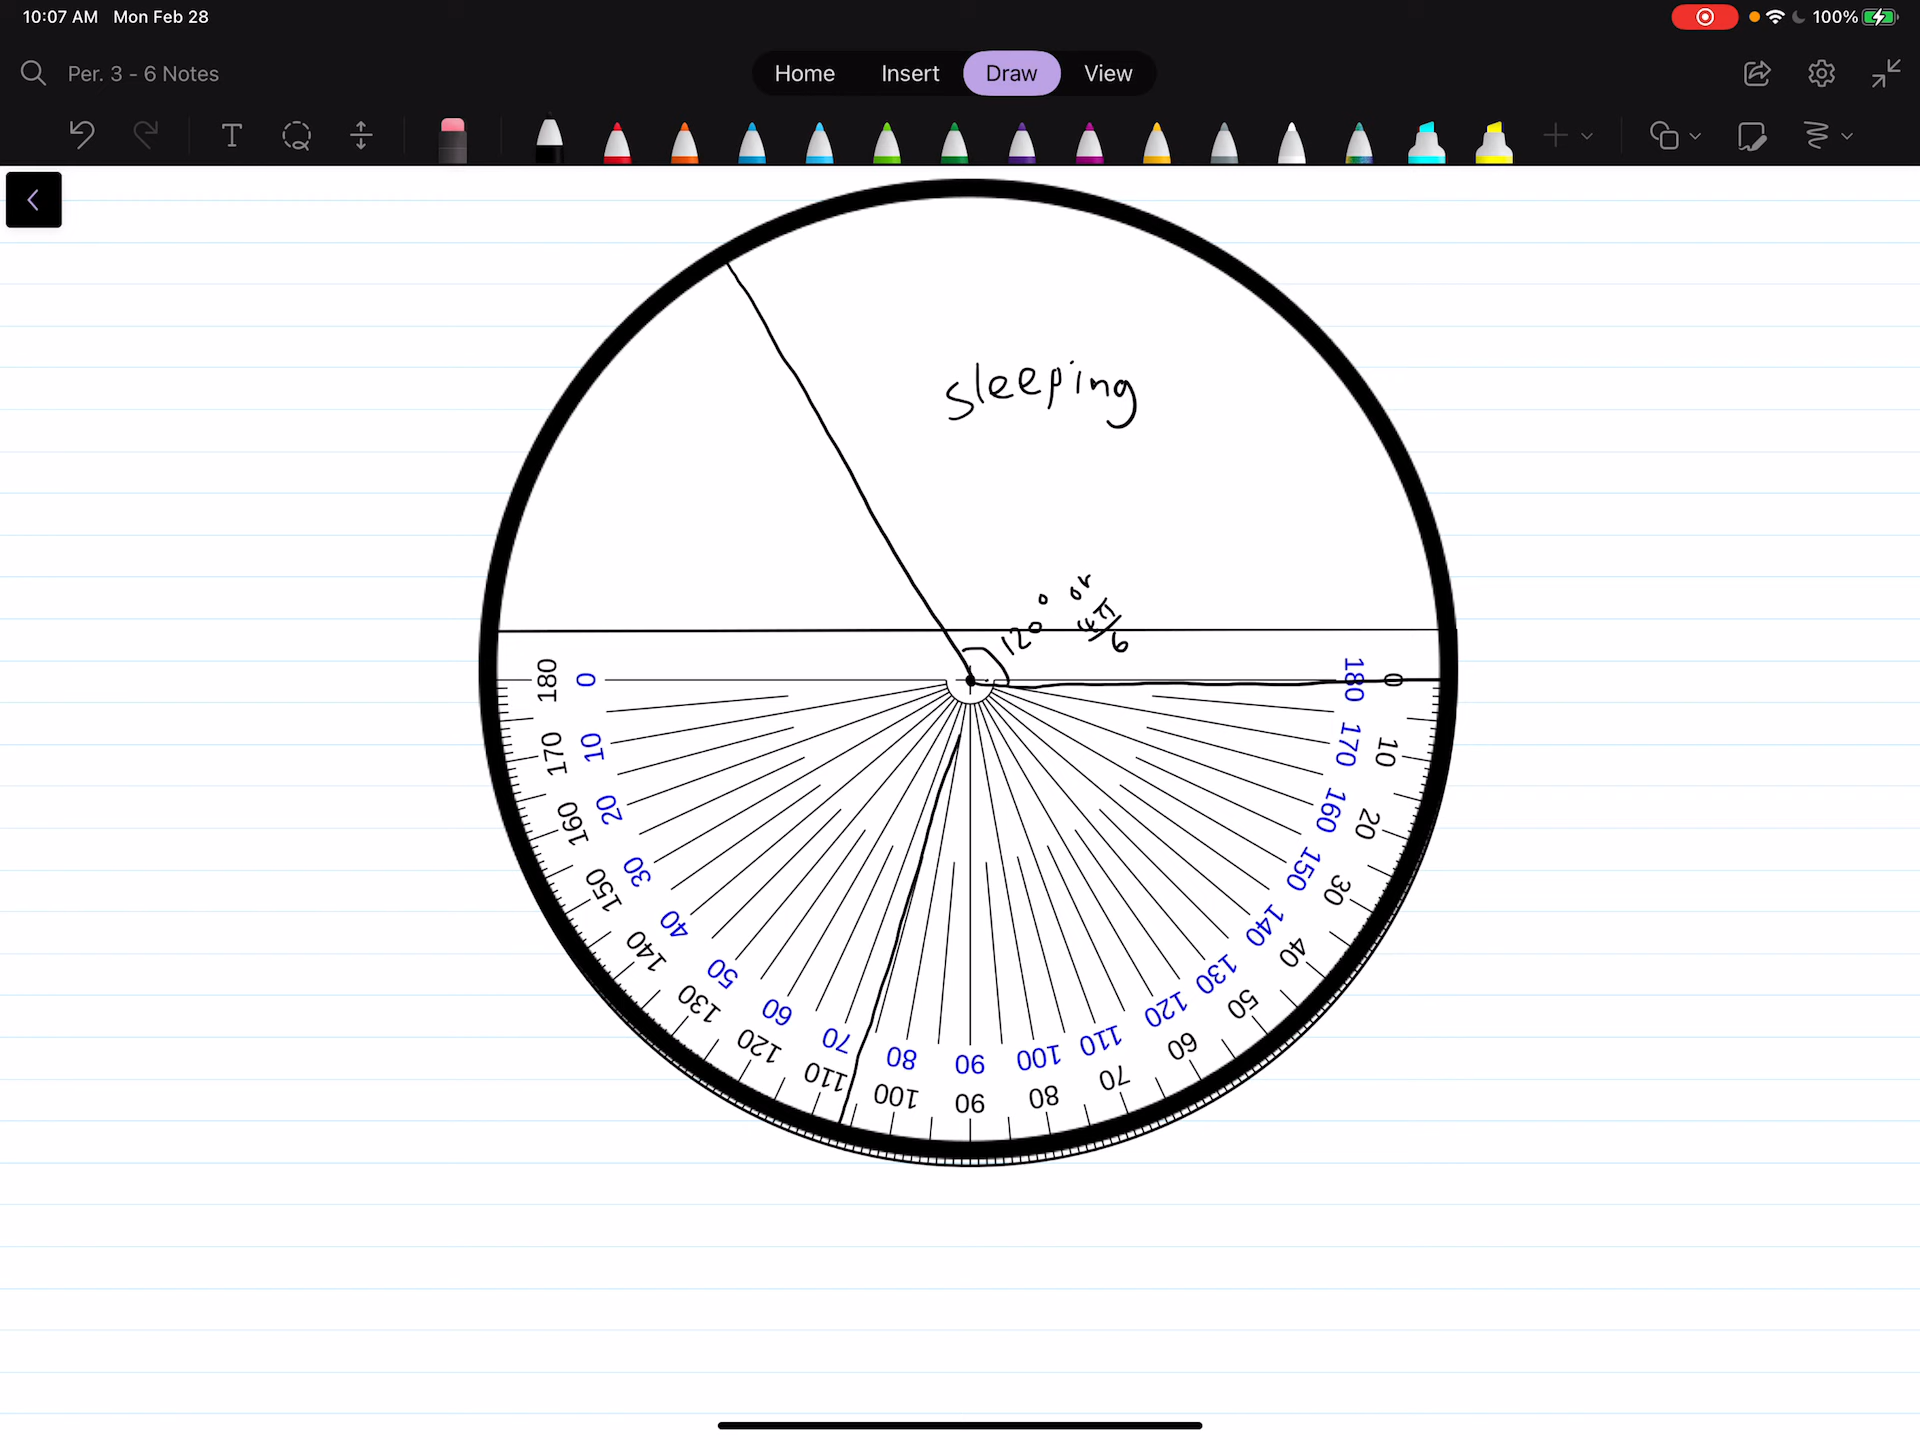 10:07 AM Mon Feb 28
100%
Per. 3 - 6 Notes
Home Insert Draw View
T
sleeping
120° or
4π/6
180 0 180 0
170 10 170 10
160 20 160 20
150 30 150 30
140 40 140 40
130 50 130 50
120 60 120 60
110 70 110 70
100 80 100 80
90
90